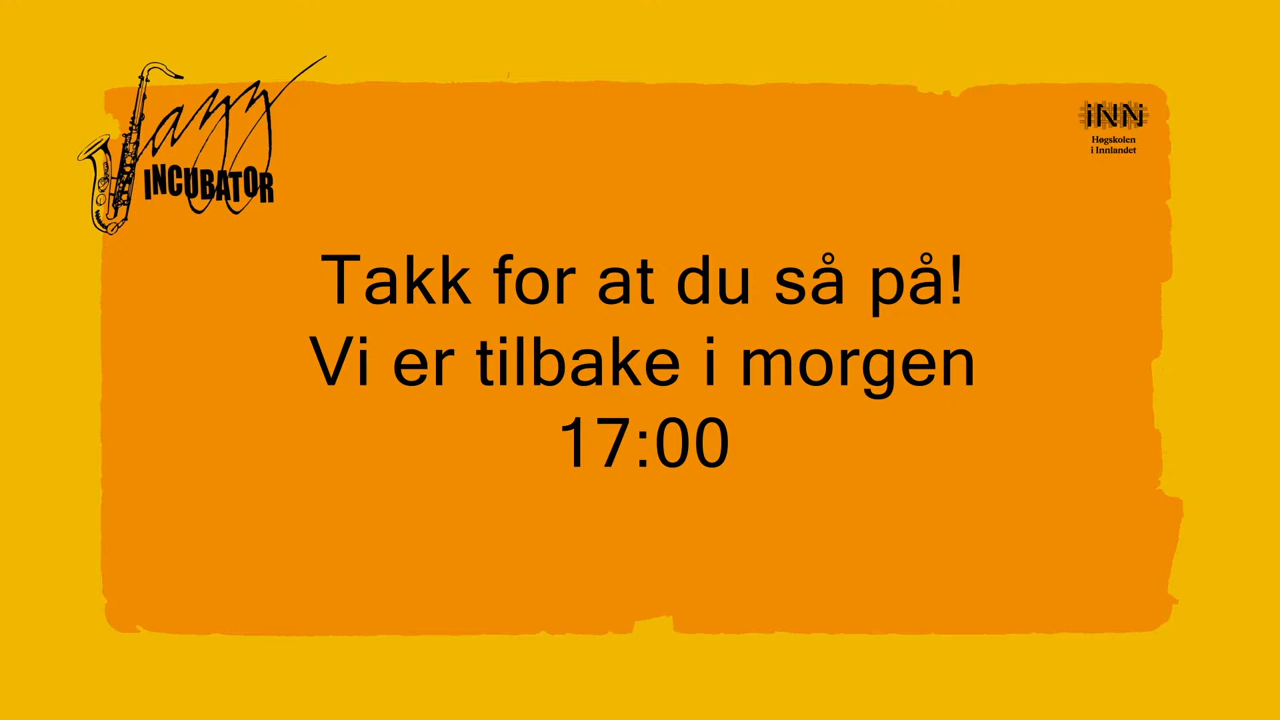 Jazz
INCUBATOR
iNN
Høgskolen
i Innlandet
Takk for at du så på!
Vi er tilbake i morgen
17:00